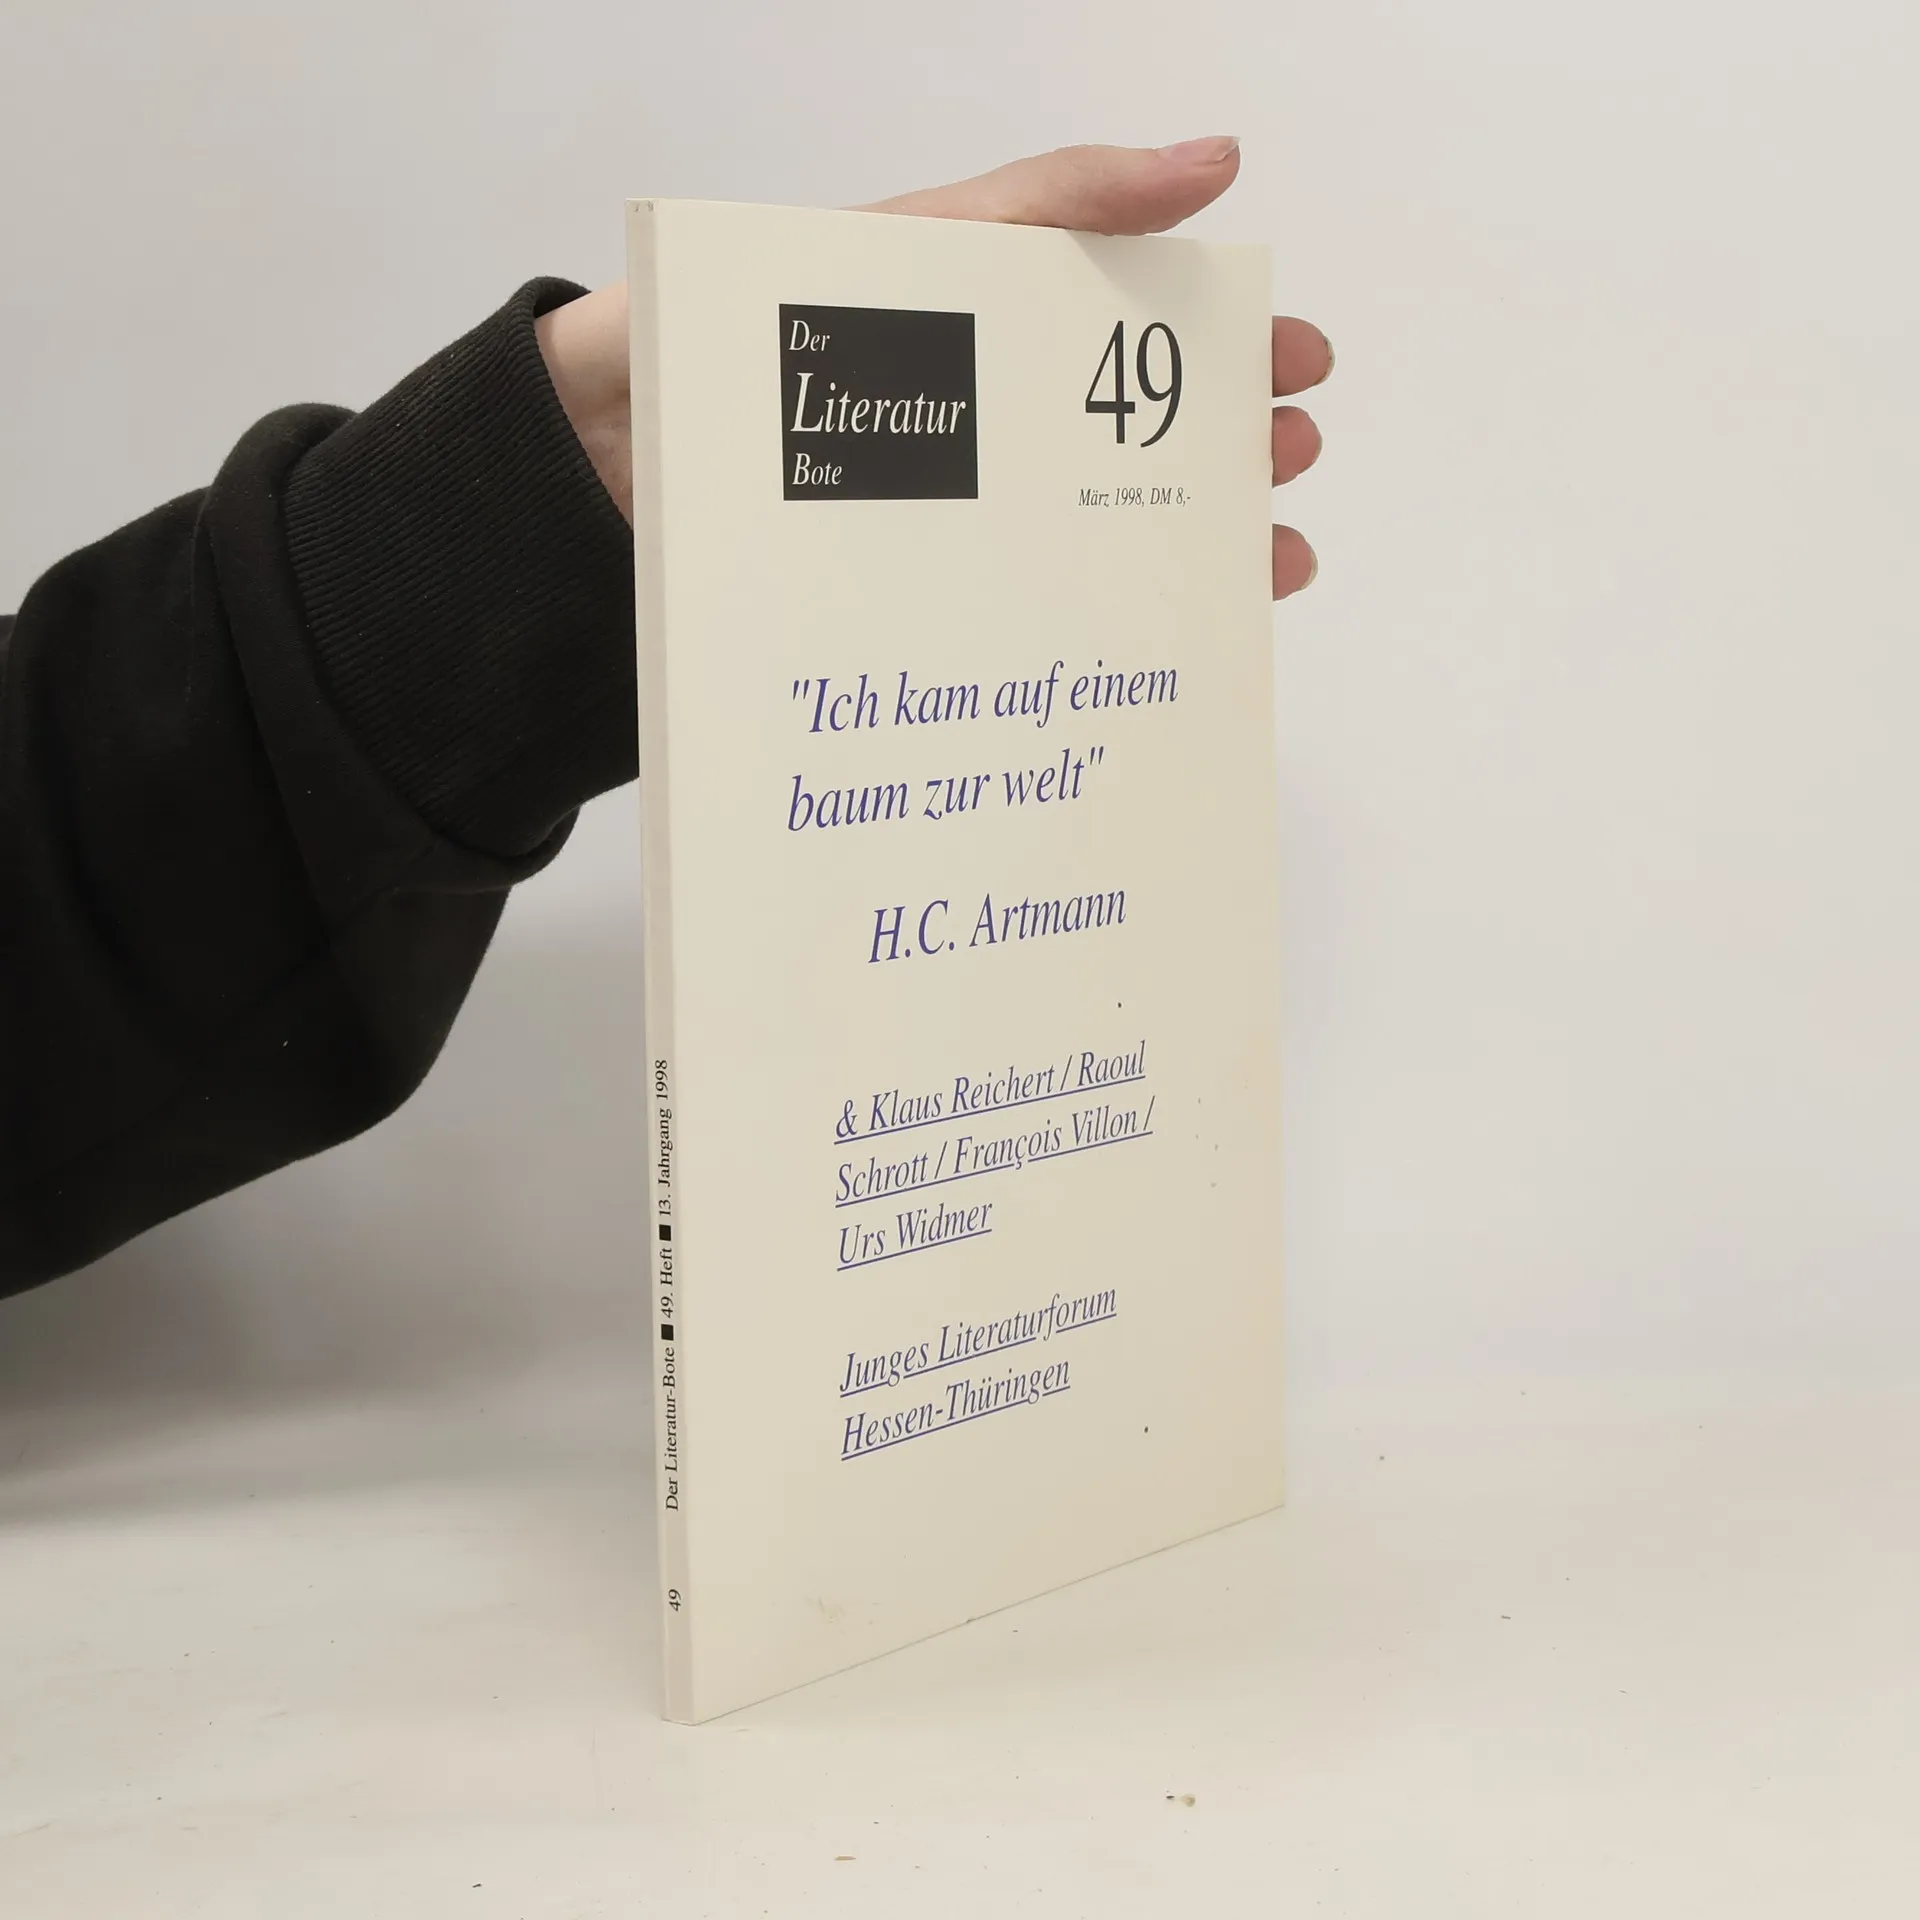 Der
Literatur
Bote
49
März 1998, DM 8,-
"Ich kam auf einem
baum zur welt"
H.C. Artmann
& Klaus Reichert / Raoul
Schrott / François Villon /
Urs Widmer
Junges Literaturforum
Hessen-Thüringen
49 Der Literatur-Bote ■ 49. Heft ■ 13. Jahrgang 1998